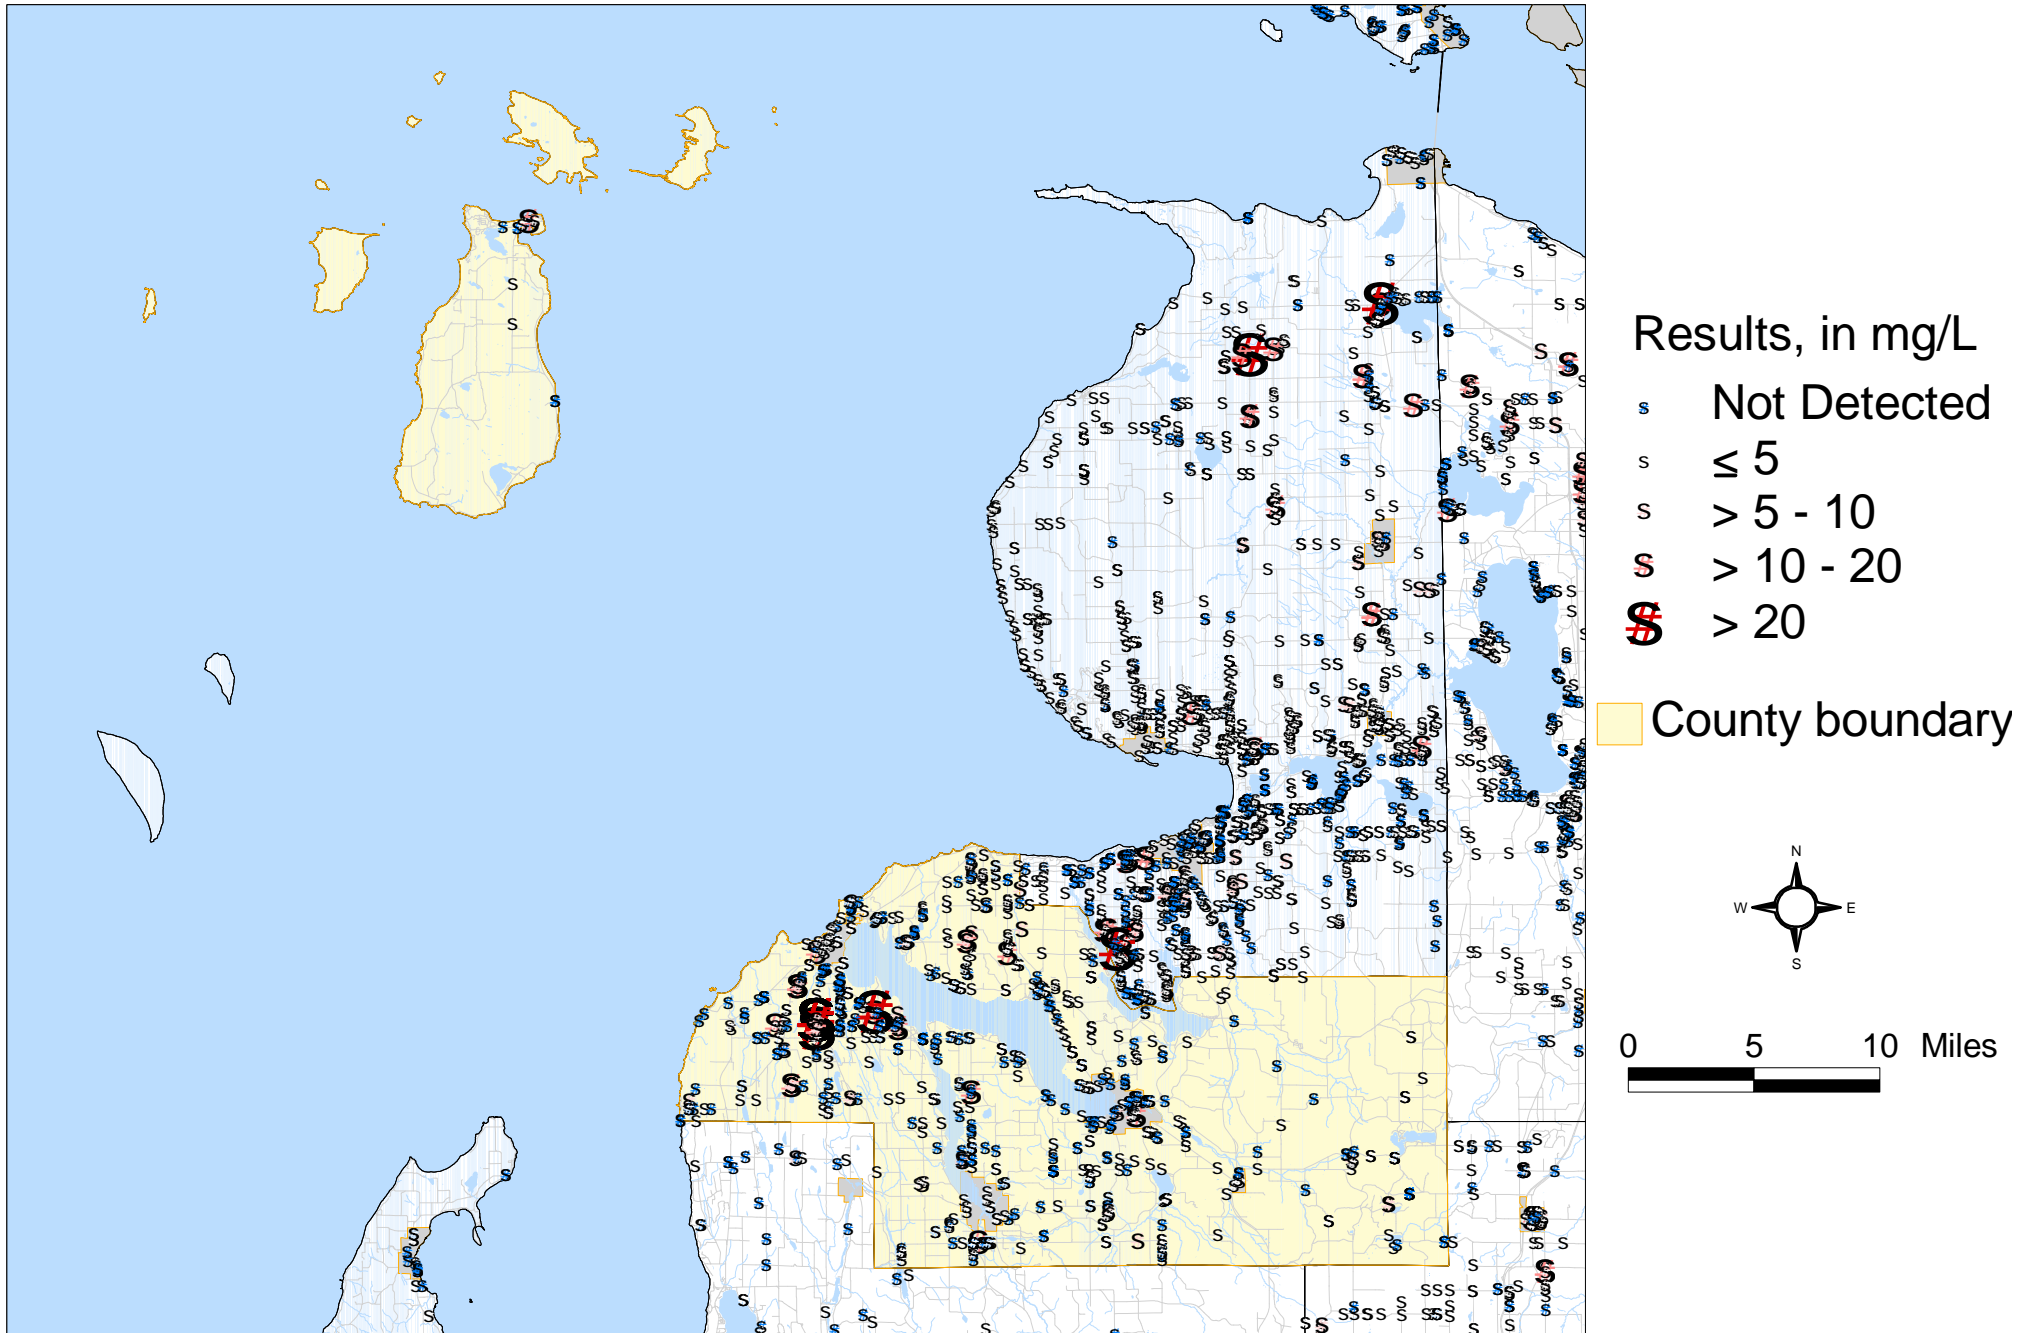 Results, in mg/L
s Not Detected
s ≤ 5
s > 5 - 10
s > 10 - 20
s > 20
County boundary
N
W E
S
0 5 10 Miles